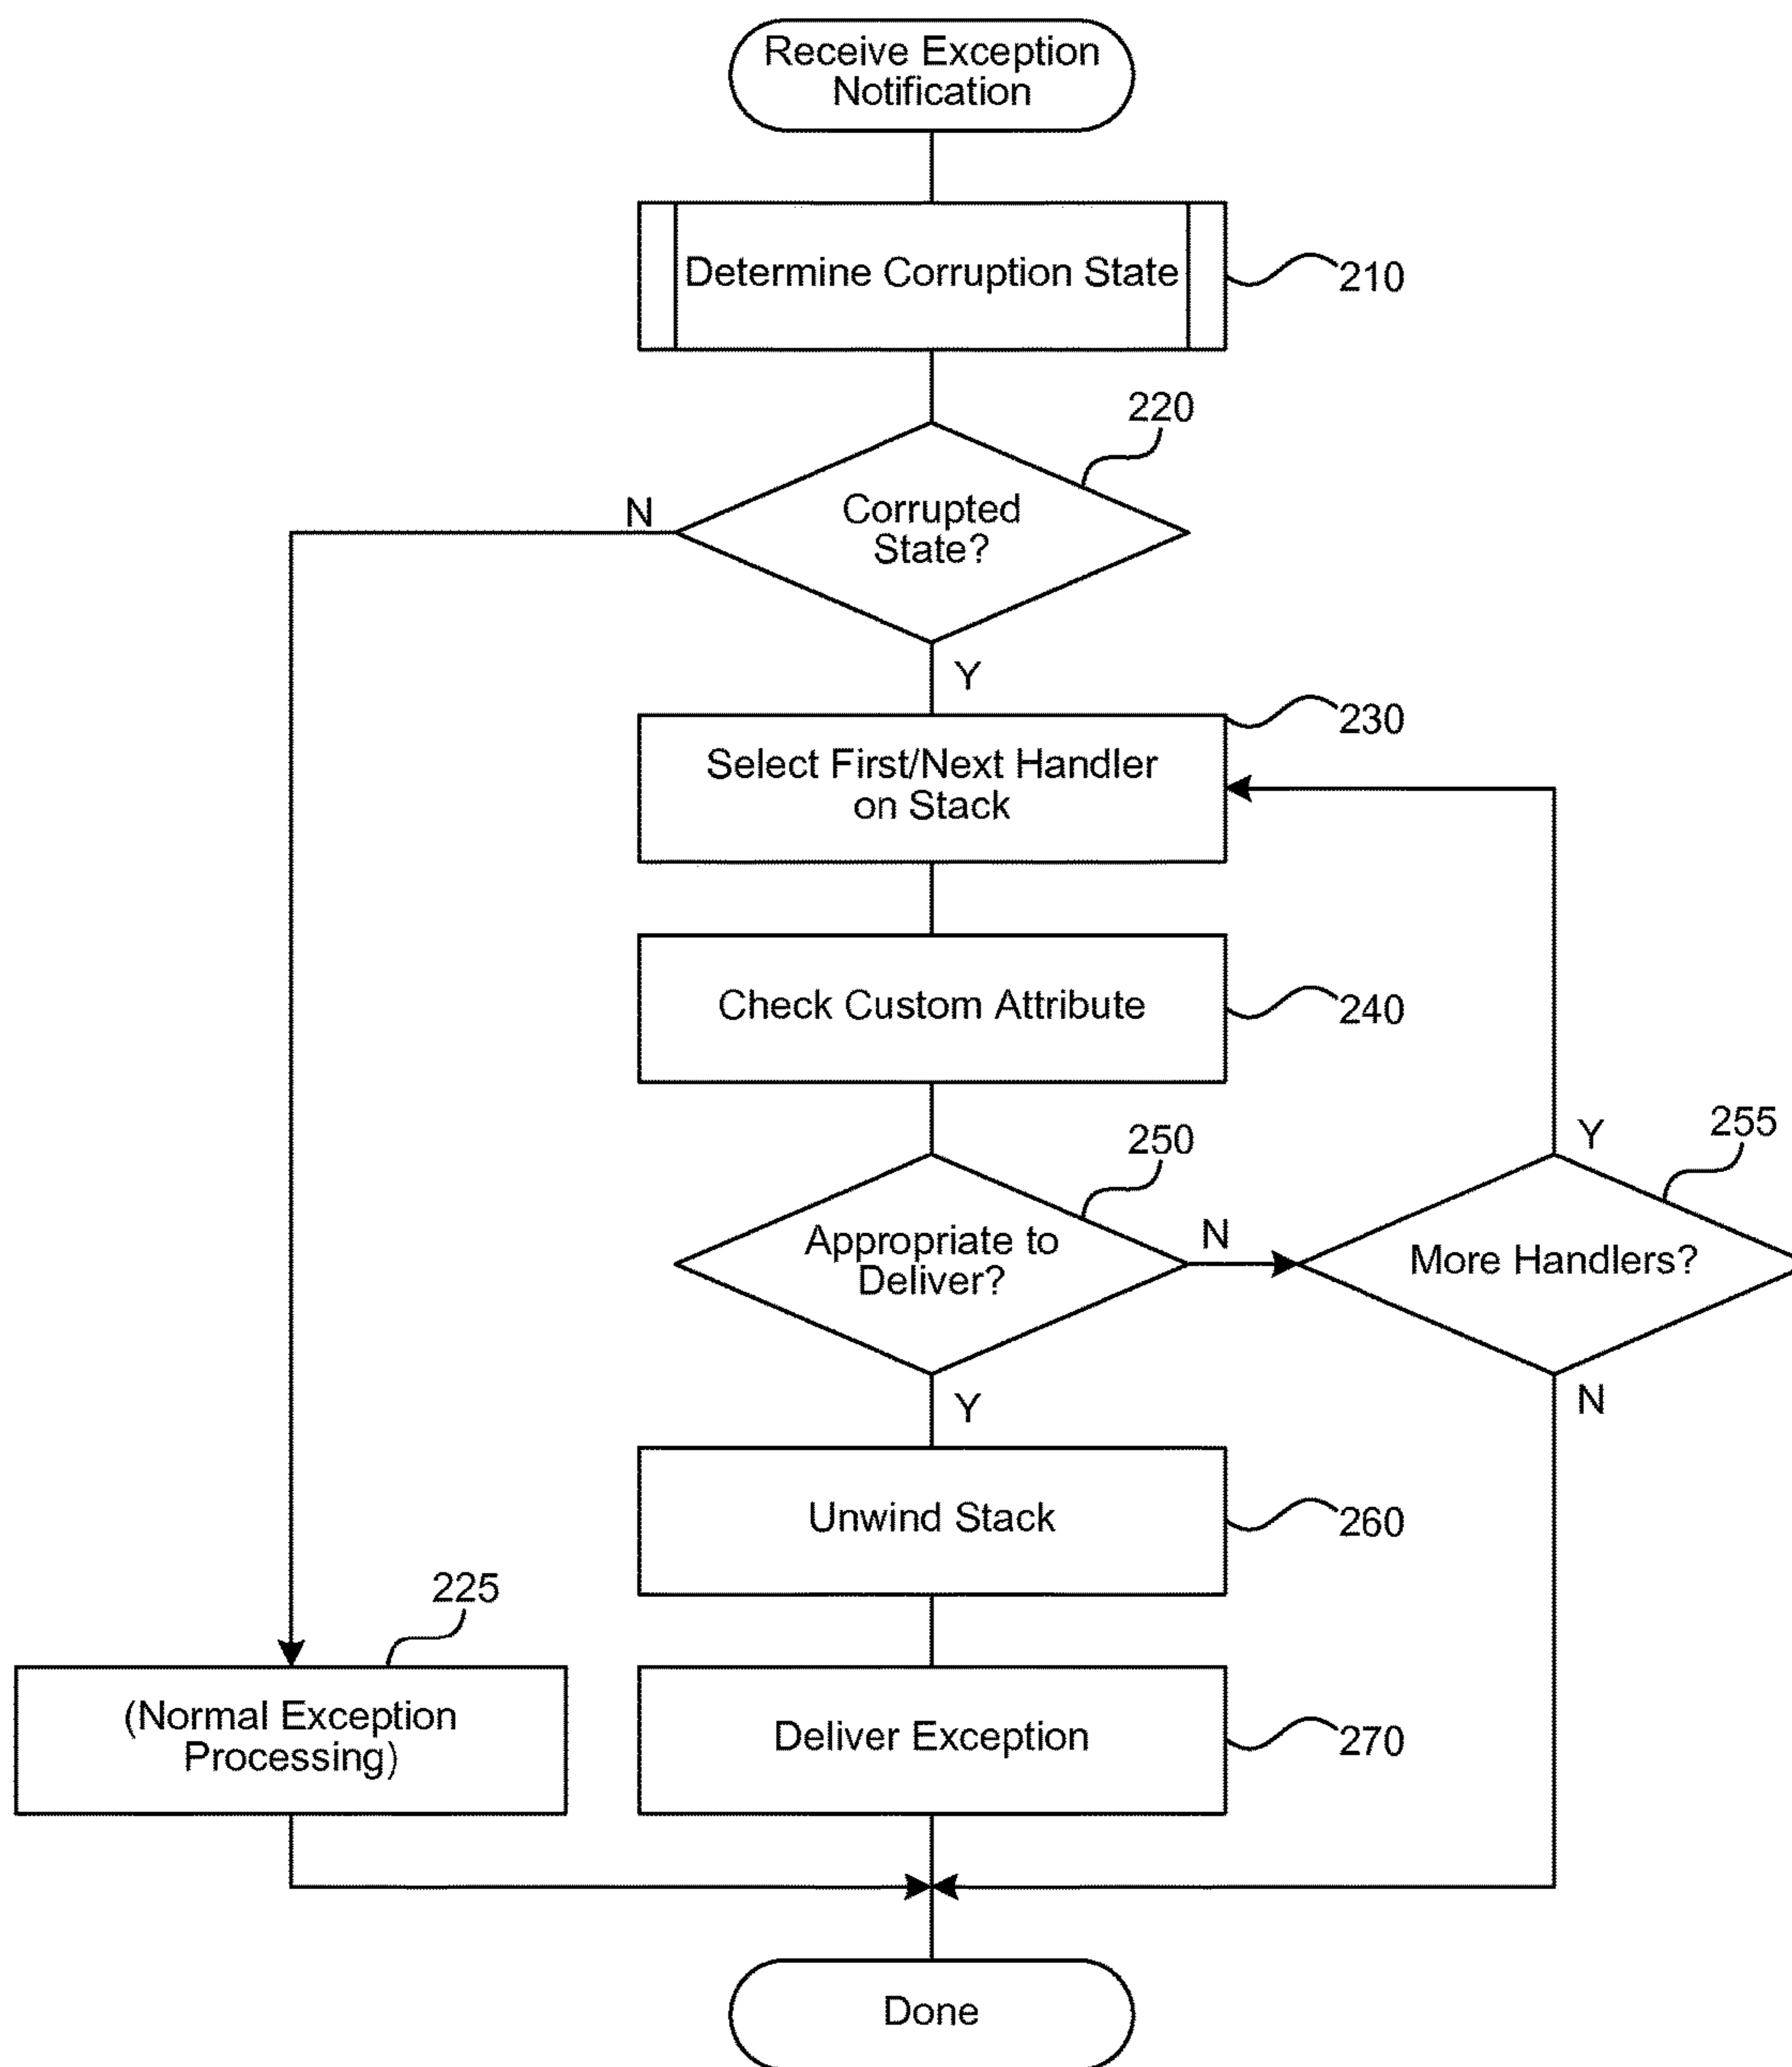 Receive Exception
Notification
Determine Corruption State
210
220
N
Corrupted
State?
Y
230
Select First/Next Handler
on Stack
Check Custom Attribute
240
250
255
Y
Appropriate to
Deliver?
N
More Handlers?
Y
N
Unwind Stack
260
225
(Normal Exception
Processing)
Deliver Exception
270
Done